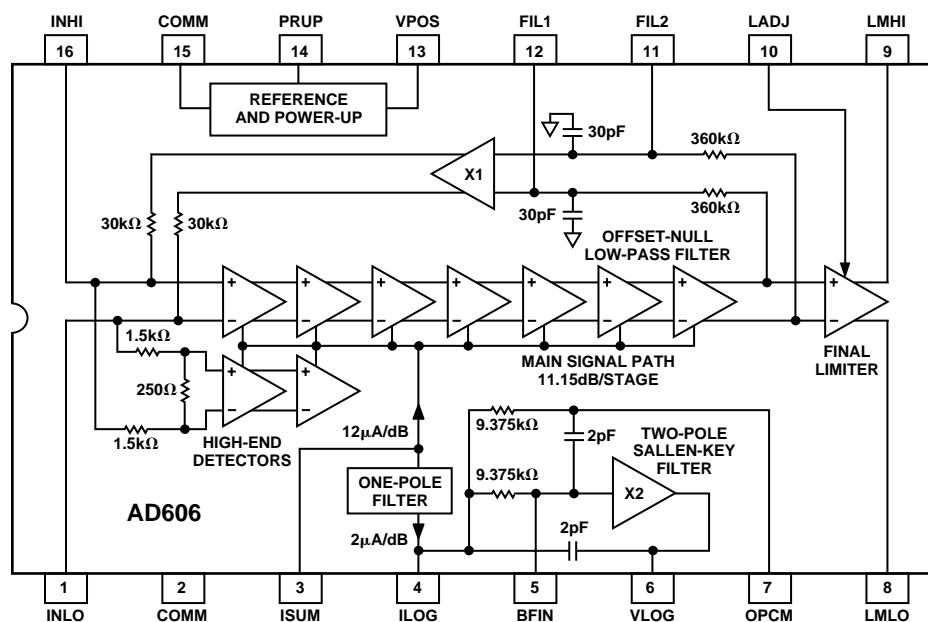 INHI COMM PRUP VPOS FIL1 FIL2 LADJ LMHI
16 15 14 13 12 11 10 9
REFERENCE
AND POWER-UP
30pF
360kΩ
X1
30kΩ
30kΩ
30pF
360kΩ
OFFSET-NULL
LOW-PASS FILTER
+ + + + + + + +
– – – – – – – –
1.5kΩ
250Ω
1.5kΩ
+ +
– –
HIGH-END
DETECTORS
MAIN SIGNAL PATH
11.15dB/STAGE
FINAL
LIMITER
12µA/dB
ONE-POLE
FILTER
2µA/dB
9.375kΩ
9.375kΩ
2pF
TWO-POLE
SALLEN-KEY
FILTER
X2
2pF
AD606
1 2 3 4 5 6 7 8
INLO COMM ISUM ILOG BFIN VLOG OPCM LMLO